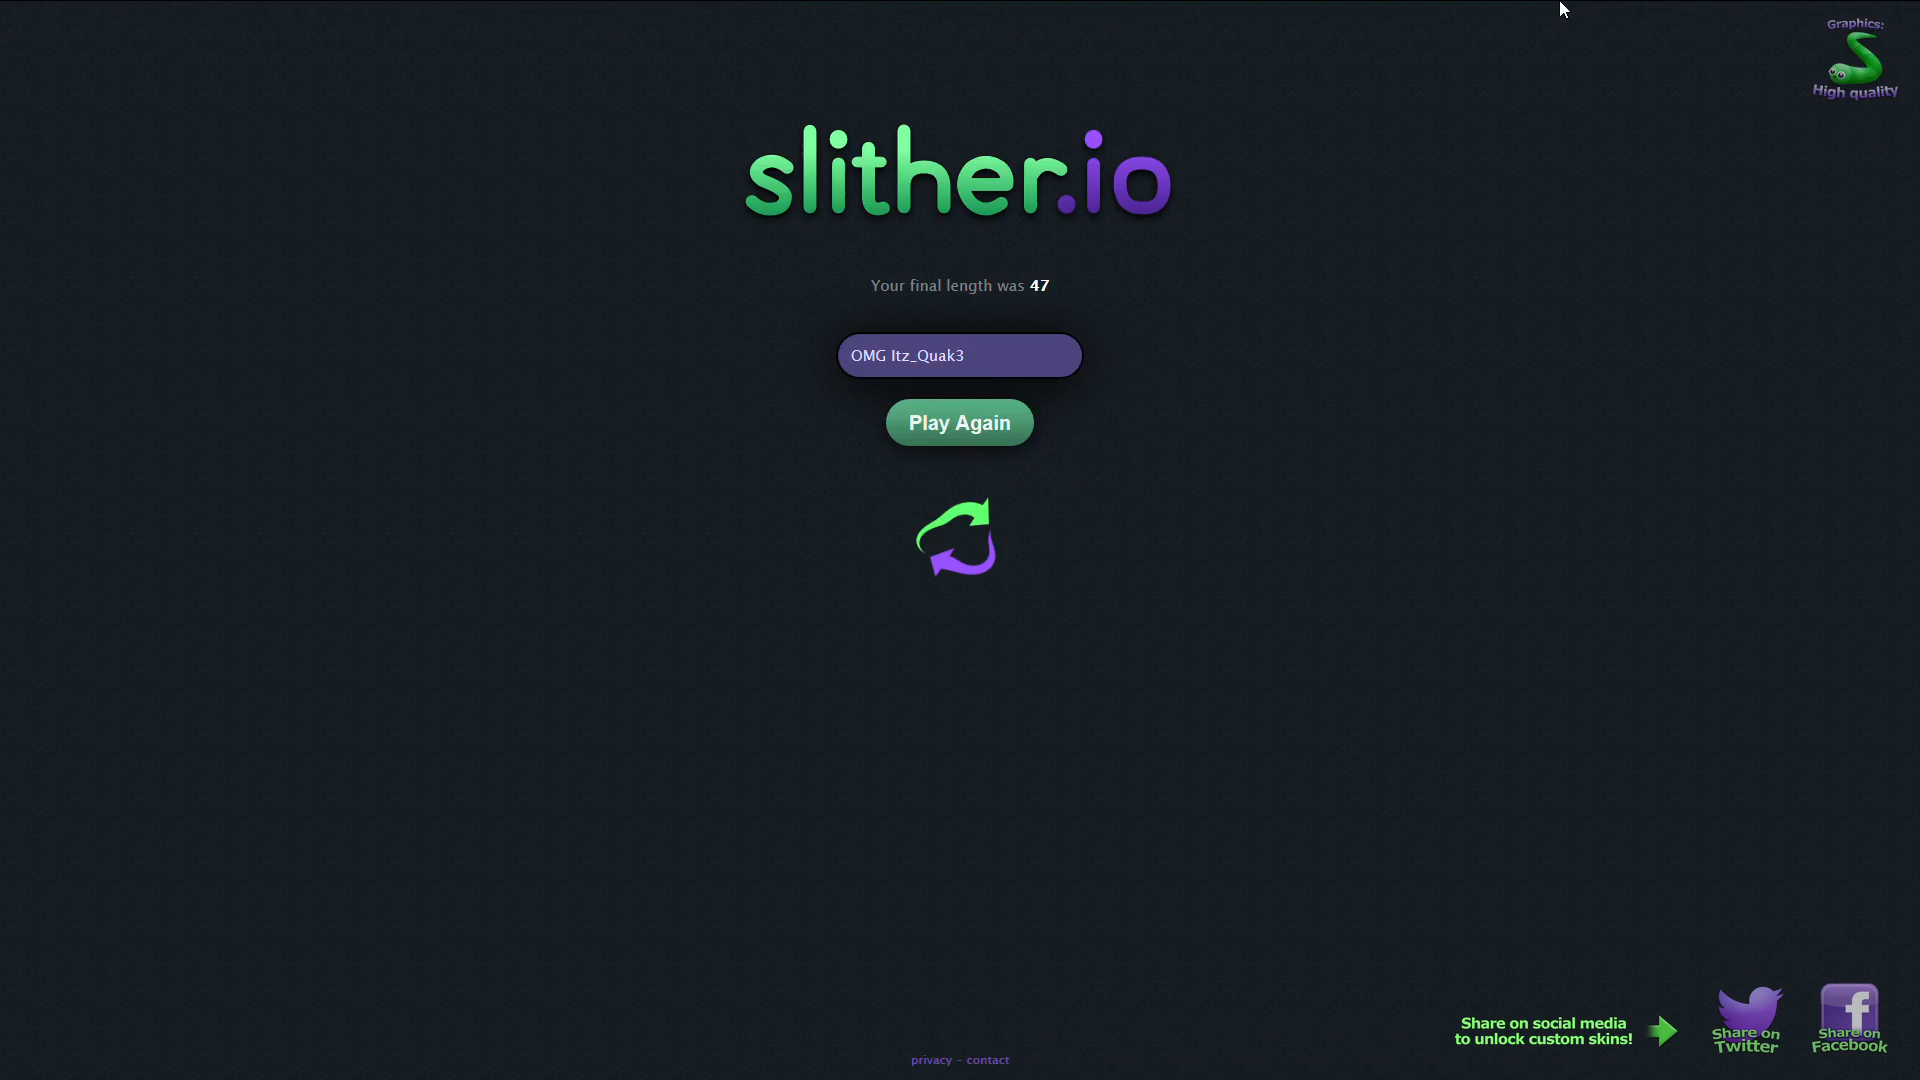 Graphics:
High quality
slither.io
Your final length was 47
OMG Itz_Quak3
Play Again
Share on social media
to unlock custom skins!
Share on
Twitter
Share on
Facebook
privacy - contact